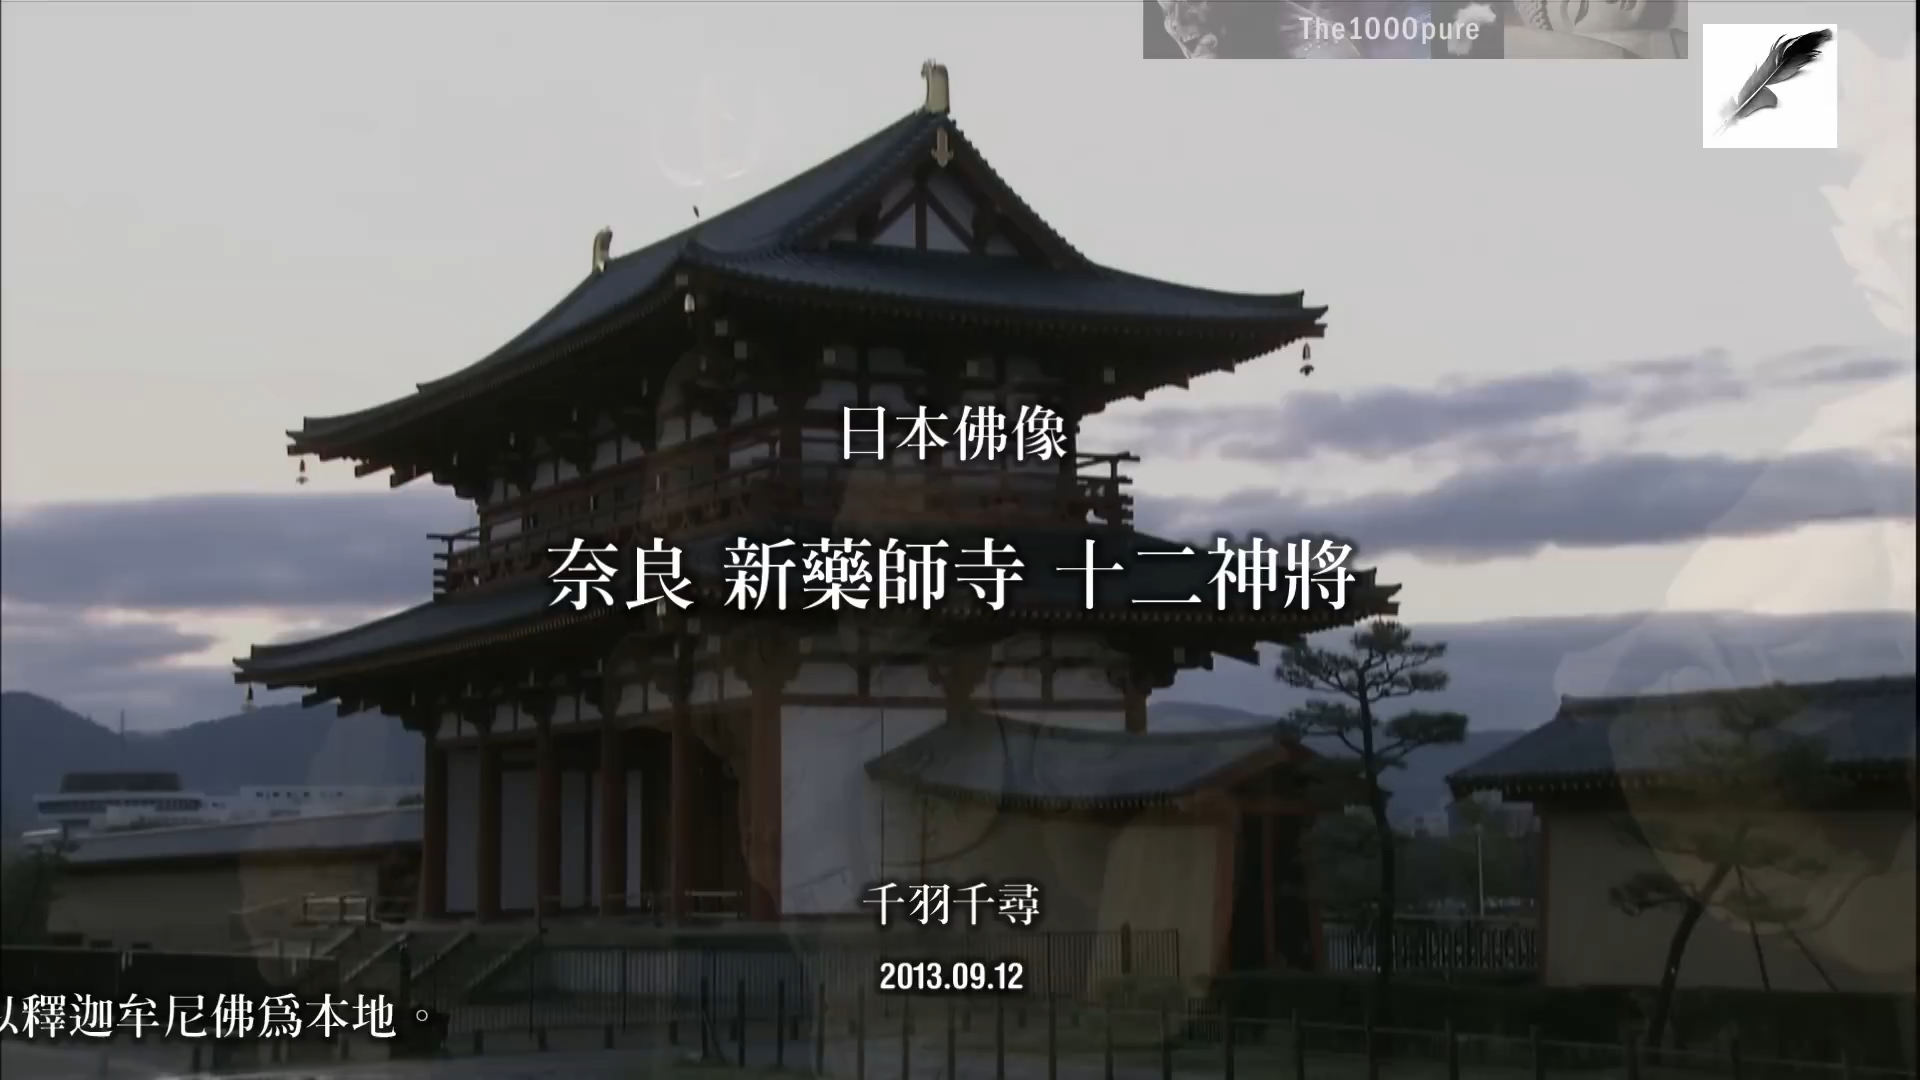 The1000pure
日本佛像
奈良 新藥師寺 十二神將
千羽千尋
2013.09.12
以釋迦牟尼佛爲本地。